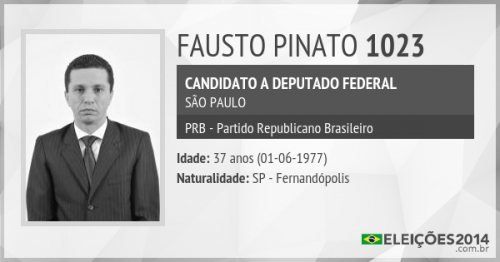 FAUSTO PINATO 1023
CANDIDATO A DEPUTADO FEDERAL
SÃO PAULO
PRB - Partido Republicano Brasileiro
Idade: 37 anos (01-06-1977)
Naturalidade: SP - Fernandópolis
ELEIÇÕES2014
.com.br